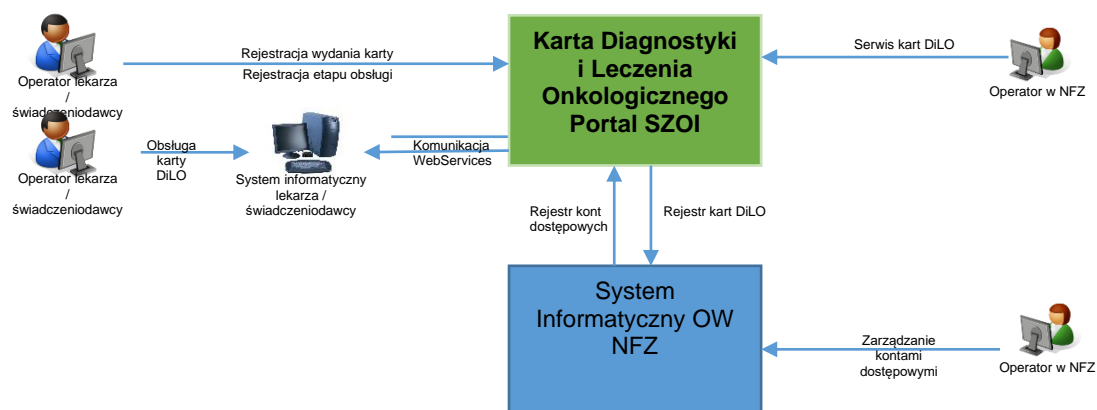 Rejestracja wydania karty
Rejestracja etapu obsługi
Operator lekarza
/
świadczeniodawcy
Karta Diagnostyki
i Leczenia
Onkologicznego
Portal SZOI
Serwis kart DiLO
Operator w NFZ
Operator lekarza
/
świadczeniodawcy
Obsługa
karty
DiLO
System informatyczny
lekarza /
świadczeniodawcy
Komunikacja
WebServices
Rejestr kont
dostępowych
Rejestr kart DiLO
System
Informatyczny OW
NFZ
Zarządzanie
kontami
dostępowymi
Operator w NFZ